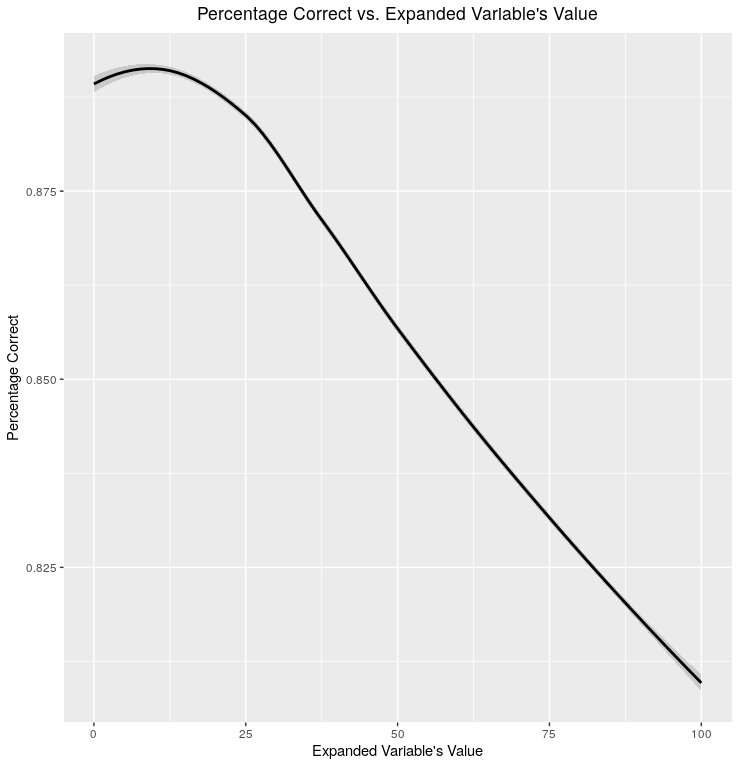 Percentage Correct vs. Expanded Variable's Value
Percentage Correct
0.875
0.850
0.825
0 25 50 75 100
Expanded Variable's Value